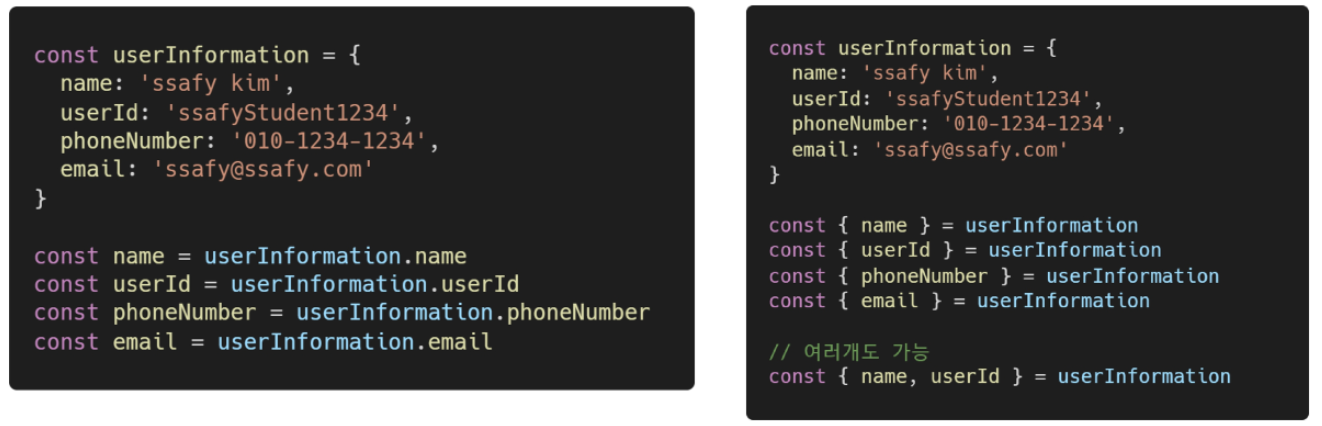 const userInformation = {
  name: 'ssafy kim',
  userId: 'ssafyStudent1234',
  phoneNumber: '010-1234-1234',
  email: 'ssafy@ssafy.com'
}
const name = userInformation.name
const userId = userInformation.userId
const phoneNumber = userInformation.phoneNumber
const email = userInformation.email
const userInformation = {
  name: 'ssafy kim',
  userId: 'ssafyStudent1234',
  phoneNumber: '010-1234-1234',
  email: 'ssafy@ssafy.com'
}
const { name } = userInformation
const { userId } = userInformation
const { phoneNumber } = userInformation
const { email } = userInformation
// 여러개도 가능
const { name, userId } = userInformation